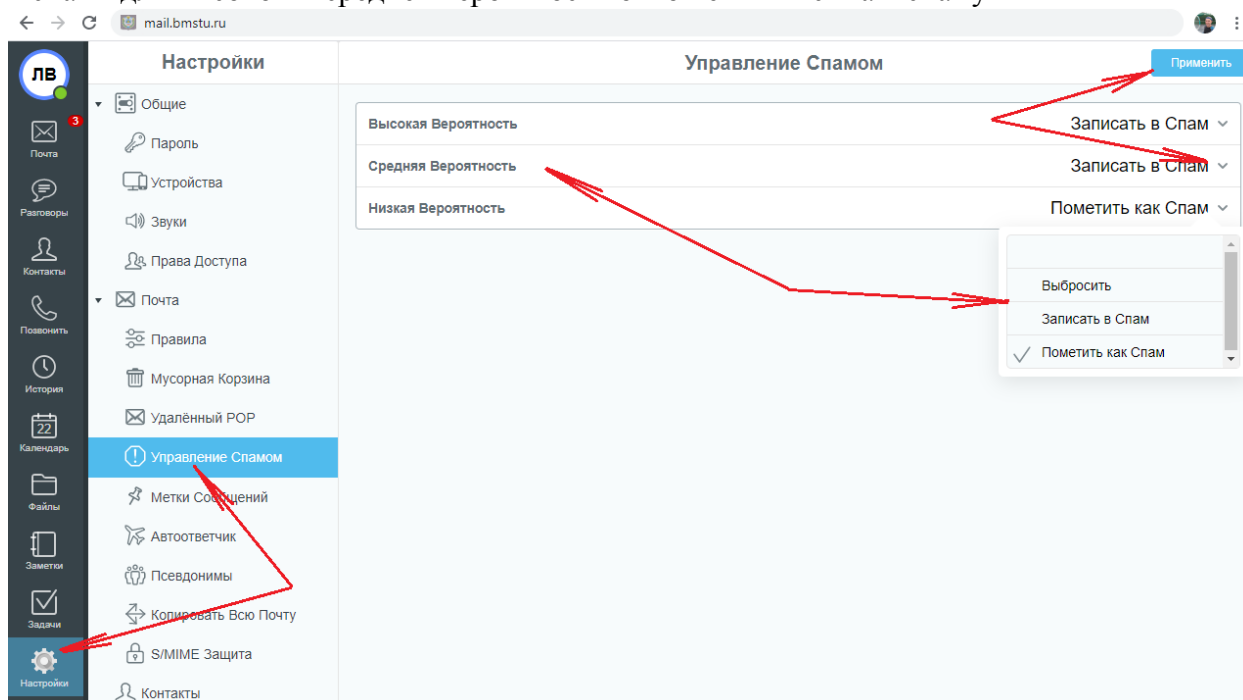 mail.bmstu.ru
Настройки
Управление Спамом
Применить
ЛВ
3
Почта
Разговоры
Контакты
Позвонить
История
22
Календарь
Файлы
Заметки
Задачи
Настройки
Общие
Пароль
Устройства
Звуки
Права Доступа
Почта
Правила
Мусорная Корзина
Удалённый POP
Управление Спамом
Метки Сообщений
Автоответчик
Псевдонимы
Копировать Всю Почту
S/MIME Защита
Контакты
Высокая Вероятность
Записать в Спам
Средняя Вероятность
Записать в Спам
Низкая Вероятность
Пометить как Спам
Выбросить
Записать в Спам
Пометить как Спам